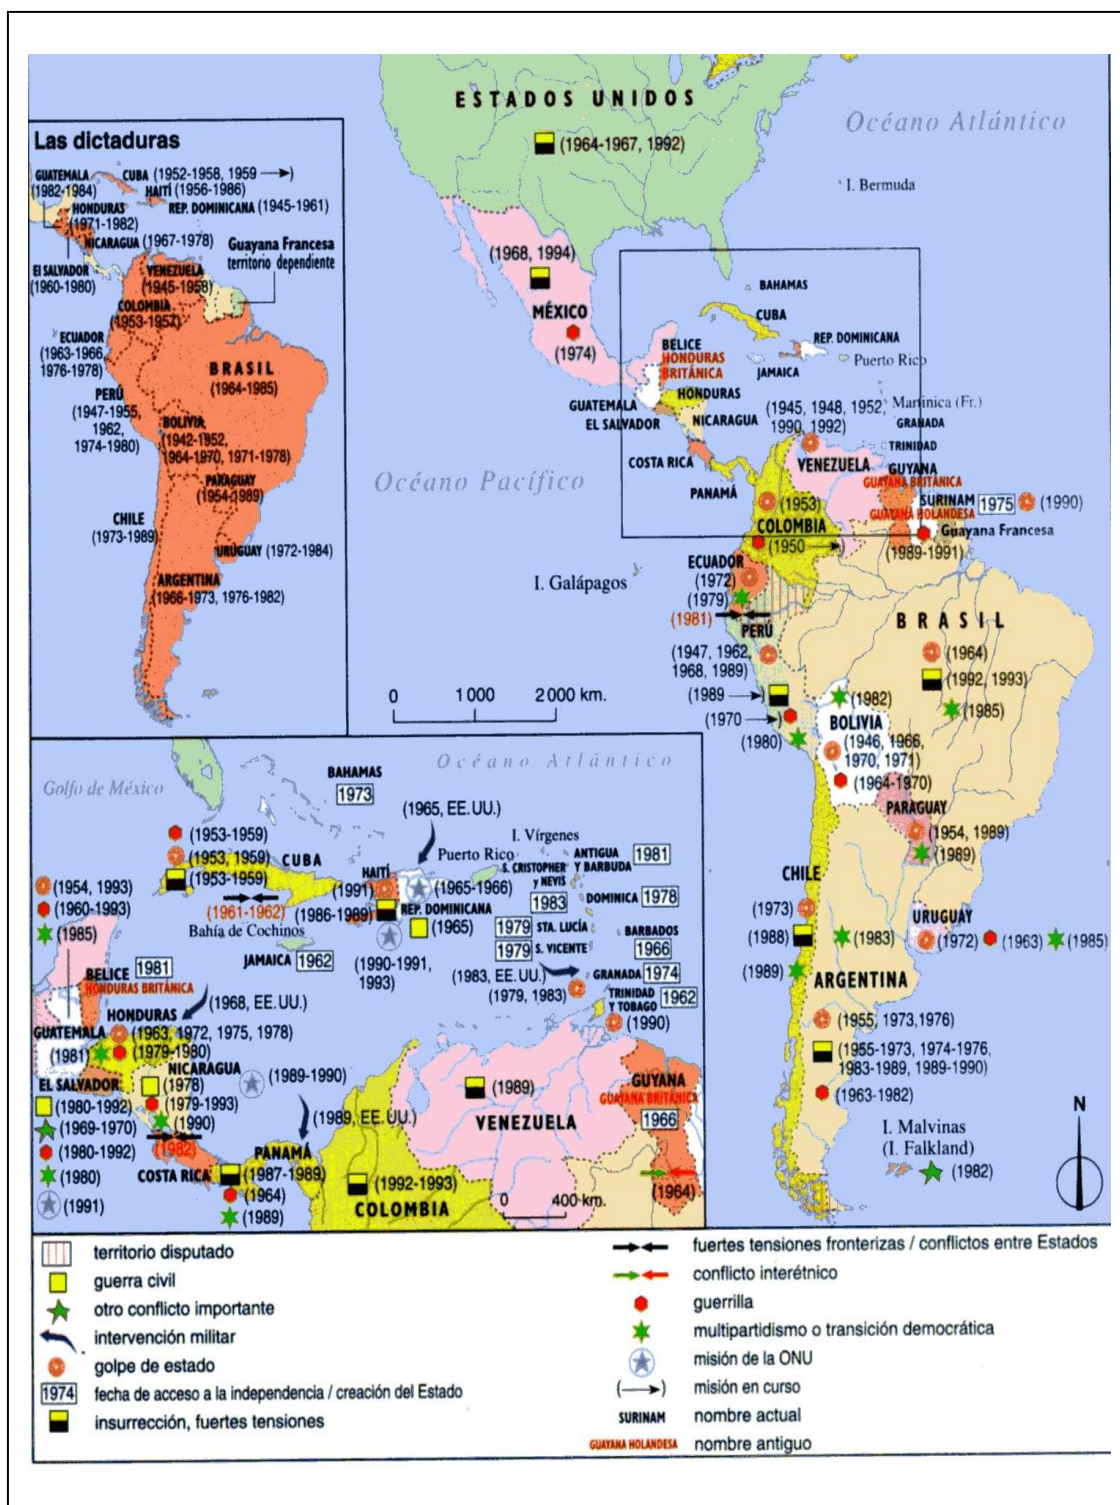 ESTADOS UNIDOS
(1964-1967, 1992)
Océano Atlántico
I. Bermuda
Las dictaduras
GUATEMALA
(1982-1984)
CUBA (1952-1958, 1959 →)
HAITÍ (1956-1986)
HONDURAS
(1971-1982)
REP. DOMINICANA (1945-1961)
NICARAGUA (1967-1978)
EL SALVADOR
(1960-1980)
Guayana Francesa
territorio dependiente
VENEZUELA
(1945-1958)
COLOMBIA
(1953-1957)
ECUADOR
(1963-1966,
1976-1978)
BRASIL
(1964-1985)
PERÚ
(1947-1955,
1962,
1974-1980)
BOLIVIA
(1942-1952,
1964-1970, 1971-1978)
PARAGUAY
(1954-1989)
CHILE
(1973-1989)
URUGUAY (1972-1984)
ARGENTINA
(1966-1973, 1976-1982)
(1968, 1994)
MÉXICO
(1974)
BAHAMAS
CUBA
REP. DOMINICANA
Puerto Rico
JAMAICA
BELICE
HONDURAS
BRITÁNICA
HONDURAS
GUATEMALA
EL SALVADOR
NICARAGUA
COSTA RICA
PANAMÁ
Martinica (Fr.)
GRANADA
TRINIDAD
(1945, 1948, 1952,
1990, 1992)
VENEZUELA
GUYANA
GUAYANA BRITÁNICA
SURINAM 1975 (1990)
GUAYANA HOLANDESA
Guayana Francesa
(1989-1991)
Océano Pacífico
(1953)
COLOMBIA
(1950 →)
I. Galápagos
ECUADOR
(1972)
(1979)
(1981)
PERÚ
(1947, 1962,
1968, 1989)
(1989 →)
(1970 →)
(1980)
0 1 000 2 000 km.
BRASIL
(1964)
(1992, 1993)
(1985)
(1982)
BOLIVIA
(1946, 1966,
1970, 1971)
(1964-1970)
PARAGUAY
(1954, 1989)
(1989)
CHILE
(1973)
(1988)
(1989)
(1983)
URUGUAY
(1972) (1963) (1985)
ARGENTINA
(1955, 1973,1976)
(1955-1973, 1974-1976,
1983-1989, 1989-1990)
(1963-1982)
I. Malvinas
(I. Falkland)
(1982)
N
Golfo de México
Océano Atlántico
BAHAMAS
1973
(1965, EE.UU.)
I. Vírgenes
(1953-1959)
(1953, 1959)
(1953-1959)
CUBA
(1961-1962)
Bahía de Cochinos
JAMAICA 1962
HAITÍ
(1991)
(1986-1989)
Puerto Rico
(1965-1966)
REP. DOMINICANA
(1965)
(1990-1991,
1993)
S. CRISTOPHER
y NEVIS
1983
ANTIGUA
Y BARBUDA
1981
DOMINICA 1978
1979 STA. LUCÍA
1979 S. VICENTE
BARBADOS
1966
(1983, EE.UU.)
(1979, 1983)
GRANADA 1974
TRINIDAD
Y TOBAGO
1962
(1990)
(1954, 1993)
(1960-1993)
(1985)
BELICE 1981
HONDURAS BRITÁNICA
(1968, EE.UU.)
HONDURAS
(1963, 1972, 1975, 1978)
GUATEMALA
(1981)
(1979-1980)
NICARAGUA
(1978)
(1979-1993)
(1990)
(1982)
(1989-1990)
EL SALVADOR
(1980-1992)
(1969-1970)
(1980-1992)
(1980)
(1991)
(1989, EE.UU.)
COSTA RICA
PANAMÁ
(1987-1989)
(1964)
(1989)
(1992-1993)
COLOMBIA
(1989)
VENEZUELA
GUYANA
GUAYANA BRITÁNICA
1966
(1964)
0 400 km.
territorio disputado
guerra civil
otro conflicto importante
intervención militar
golpe de estado
1974 fecha de acceso a la independencia / creación del Estado
insurrección, fuertes tensiones
fuertes tensiones fronterizas / conflictos entre Estados
conflicto interétnico
guerrilla
multipartidismo o transición democrática
misión de la ONU
(→) misión en curso
SURINAM nombre actual
GUAYANA HOLANDESA nombre antiguo